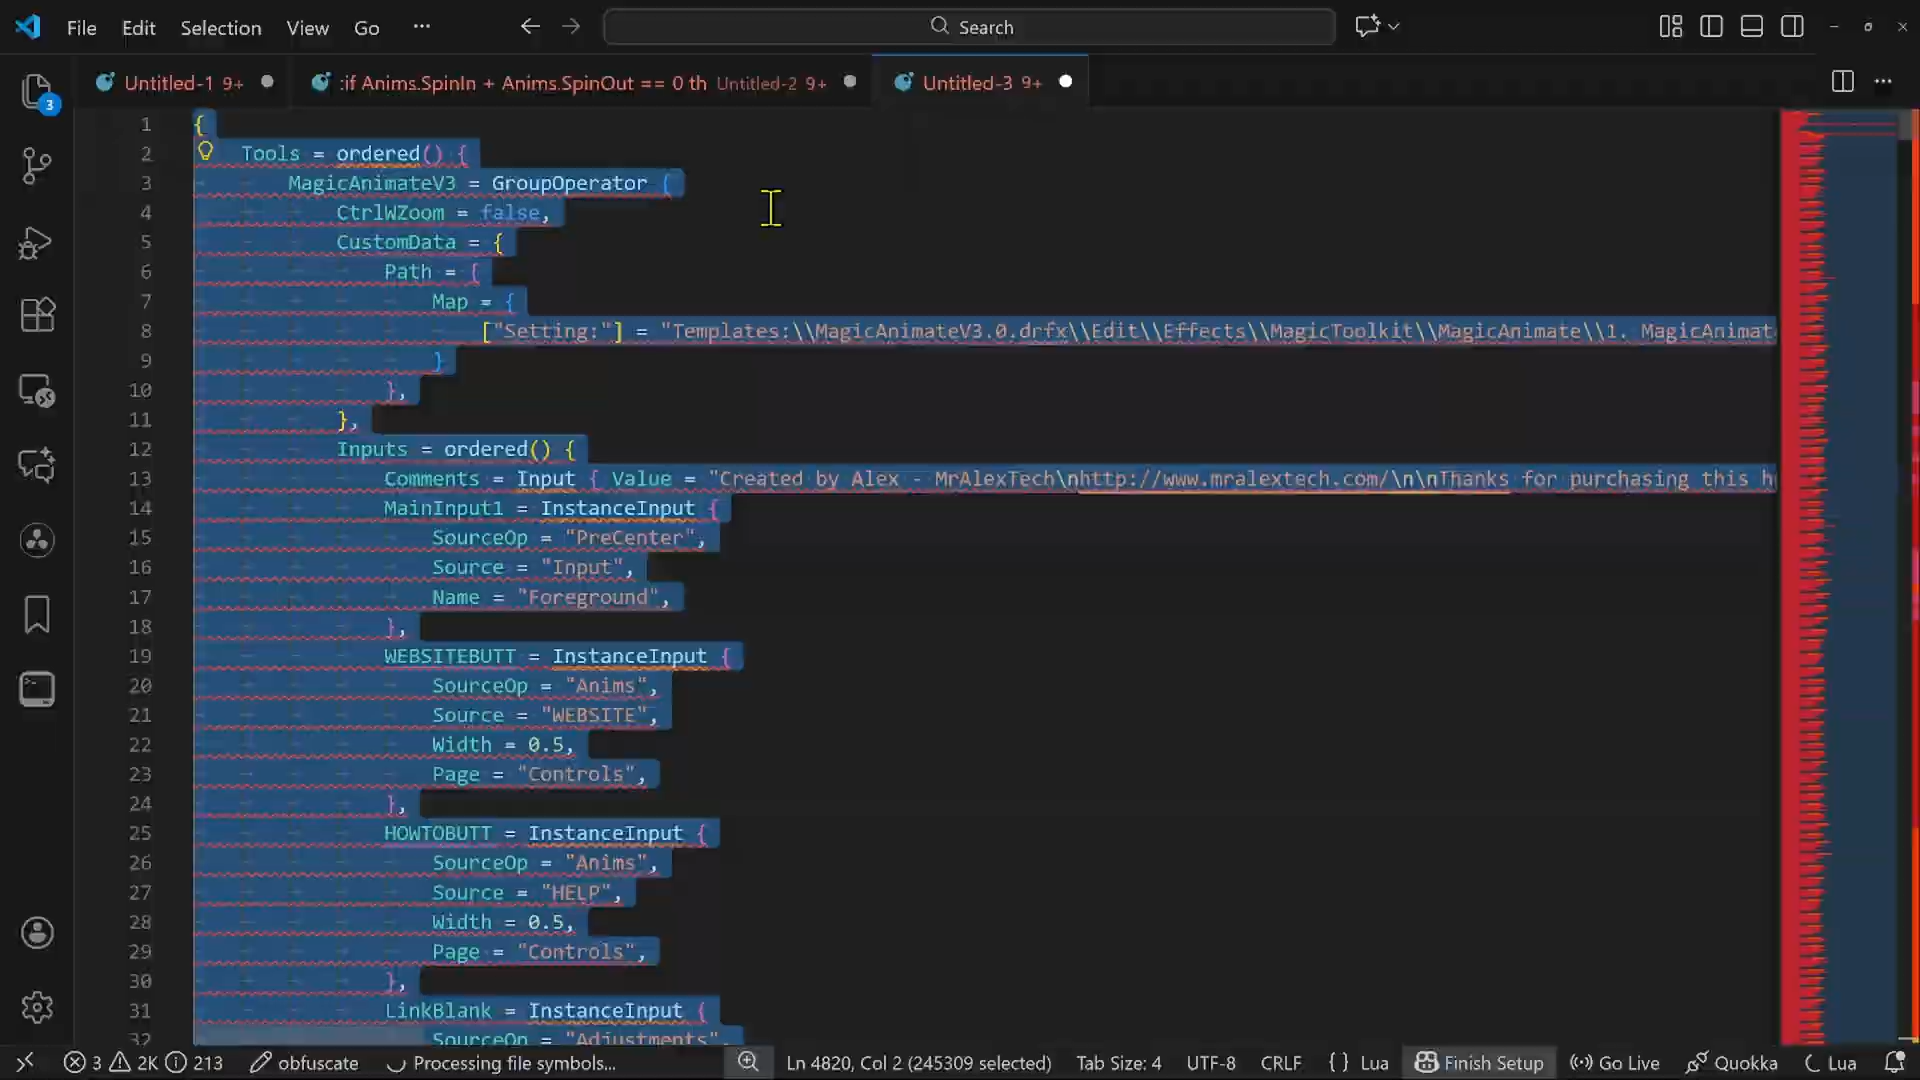 File Edit Selection View Go ··· Search
Untitled-1 9+ :if Anims.SpinIn + Anims.SpinOut == 0 th Untitled-2 9+ Untitled-3 9+
3
1 {
2 Tools = ordered() {
3 MagicAnimateV3 = GroupOperator {
4 CtrlWZoom = false,
5 CustomData = {
6 Path = {
7 Map = {
8 ["Setting:"] = "Templates:\\MagicAnimateV3.0.drfx\\Edit\\Effects\\MagicToolkit\\MagicAnimate\\1. MagicAnimat
9 }
10 },
11 },
12 Inputs = ordered() {
13 Comments = Input { Value = "Created by Alex - MrAlexTech\nhttp://www.mralextech.com/\n\nThanks for purchasing this h
14 MainInput1 = InstanceInput {
15 SourceOp = "PreCenter",
16 Source = "Input",
17 Name = "Foreground",
18 },
19 WEBSITEBUTT = InstanceInput {
20 SourceOp = "Anims",
21 Source = "WEBSITE",
22 Width = 0.5,
23 Page = "Controls",
24 },
25 HOWTOBUTT = InstanceInput {
26 SourceOp = "Anims",
27 Source = "HELP",
28 Width = 0.5,
29 Page = "Controls",
30 },
31 LinkBlank = InstanceInput {
32 SourceOp = "Adjustments",
3 2K 213 obfuscate Processing file symbols... Ln 4820, Col 2 (245309 selected) Tab Size: 4 UTF-8 CRLF {} Lua Finish Setup Go Live Quokka Lua